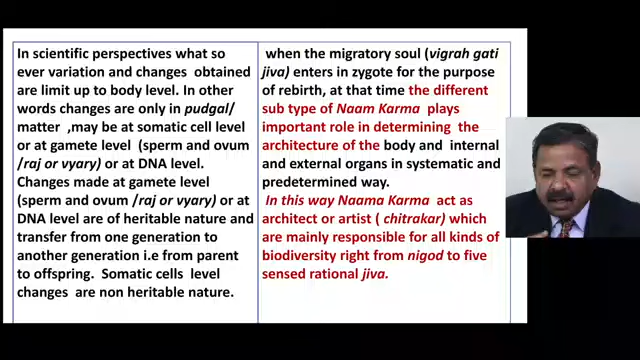 In scientific perspectives what so
ever variation and changes obtained
are limit up to body level. In other
words changes are only in pudgal/
matter ,may be at somatic cell level
or at gamete level (sperm and ovum
/raj or vyary) or at DNA level.
Changes made at gamete level
(sperm and ovum /raj or vyary) or at
DNA level are of heritable nature and
transfer from one generation to
another generation i.e from parent
to offspring. Somatic cells level
changes are non heritable nature.
when the migratory soul (vigrah gati
jiva) enters in zygote for the purpose
of rebirth, at that time the different
sub type of Naam Karma plays
important role in determining the
architecture of the body and internal
and external organs in systematic and
predetermined way.
In this way Naama Karma act as
architect or artist ( chitrakar) which
are mainly responsible for all kinds of
biodiversity right from nigod to five
sensed rational jiva.